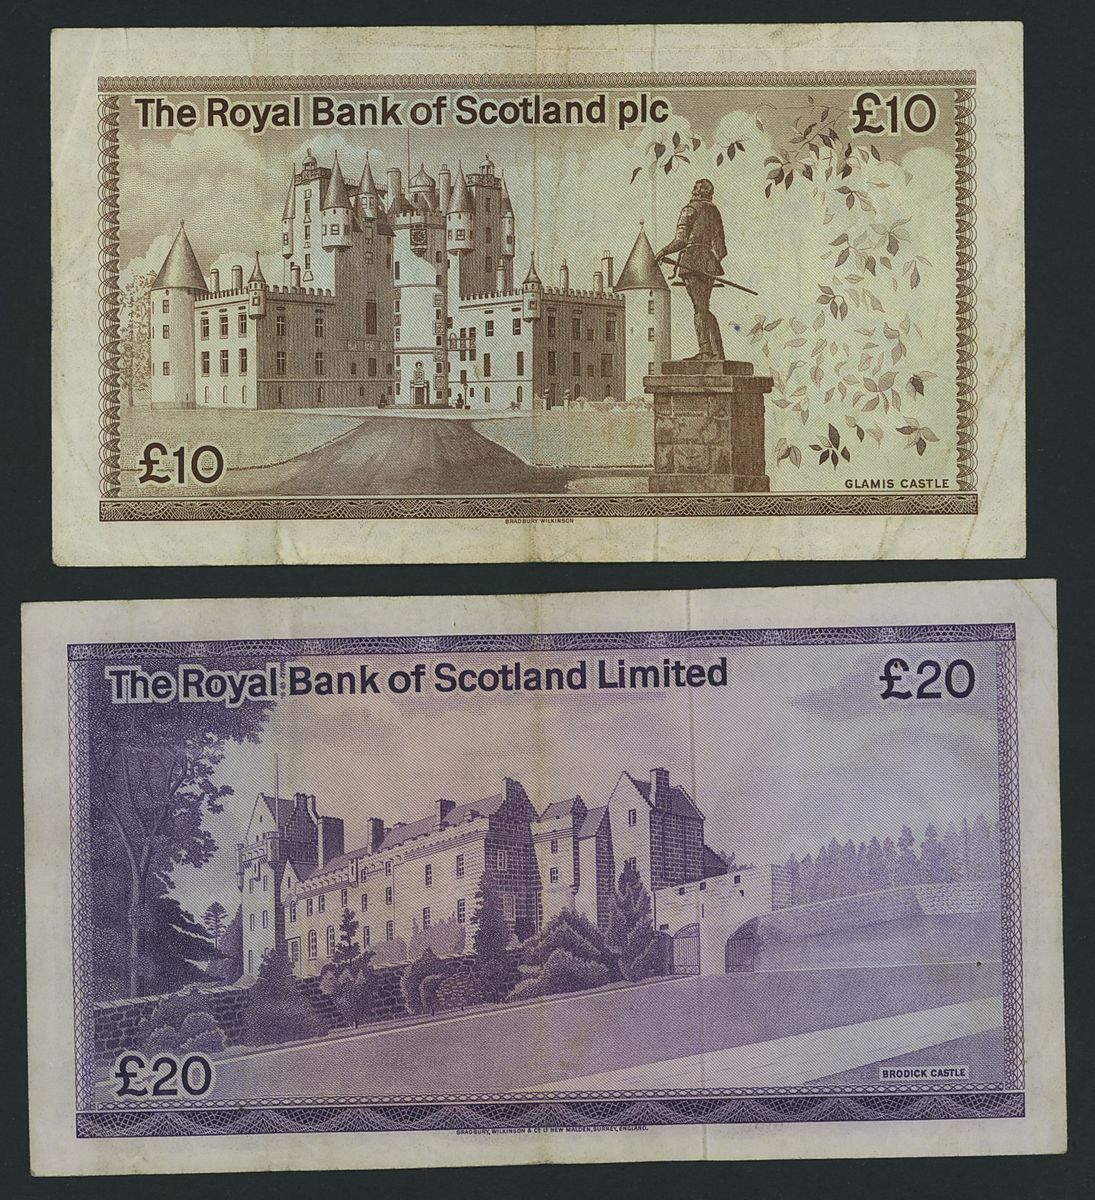 The Royal Bank of Scotland plc £10
£10
GLAMIS CASTLE
BRADBURY WILKINSON
The Royal Bank of Scotland Limited £20
£20
BRODICK CASTLE
BRADBURY, WILKINSON & Cº Lᵈ NEW MALDEN, SURREY, ENGLAND.